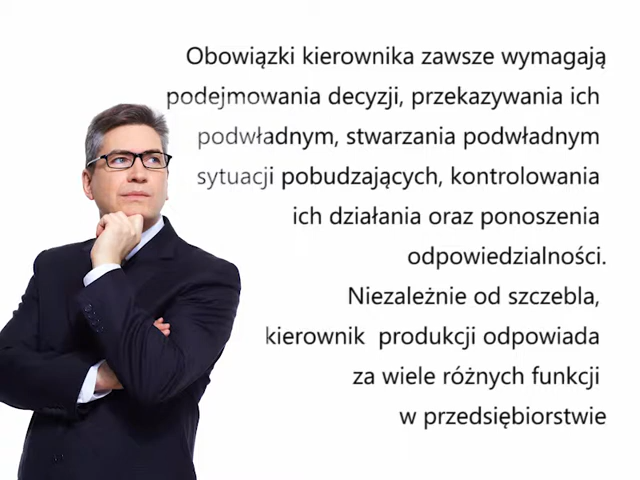 Obowiązki kierownika zawsze wymagają
podejmowania decyzji, przekazywania ich
podwładnym, stwarzania podwładnym
sytuacji pobudzających, kontrolowania
ich działania oraz ponoszenia
odpowiedzialności.
Niezależnie od szczebla,
kierownik produkcji odpowiada
za wiele różnych funkcji
w przedsiębiorstwie